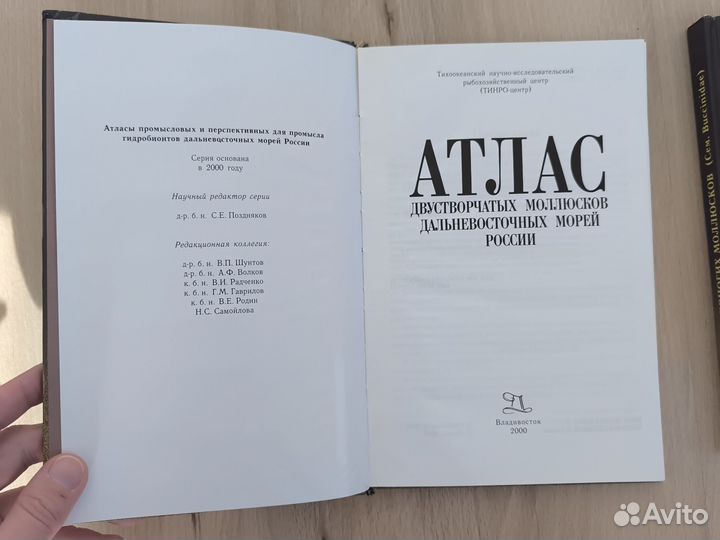 Атласы промысловых и перспективных для промысла
гидробионтов дальневосточных морей России
Серия основана
в 2000 году
Научный редактор серии
д-р. б. н. С.Е. Поздняков
Редакционная коллегия:
д-р. б. н. В.П. Шунтов
д-р. б. н. А.Ф. Волков
к. б. н. В.И. Радченко
к. б. н. Г.М. Гаврилов
к. б. н. В.Е. Родин
Н.С. Самойлова
Тихоокеанский научно-исследовательский
рыбохозяйственный центр
(ТИНРО-центр)
АТЛАС
ДВУСТВОРЧАТЫХ МОЛЛЮСКОВ
ДАЛЬНЕВОСТОЧНЫХ МОРЕЙ
РОССИИ
Владивосток
2000
МОЛЛЮСКОВ (Сем. Buccinidae)
Avito